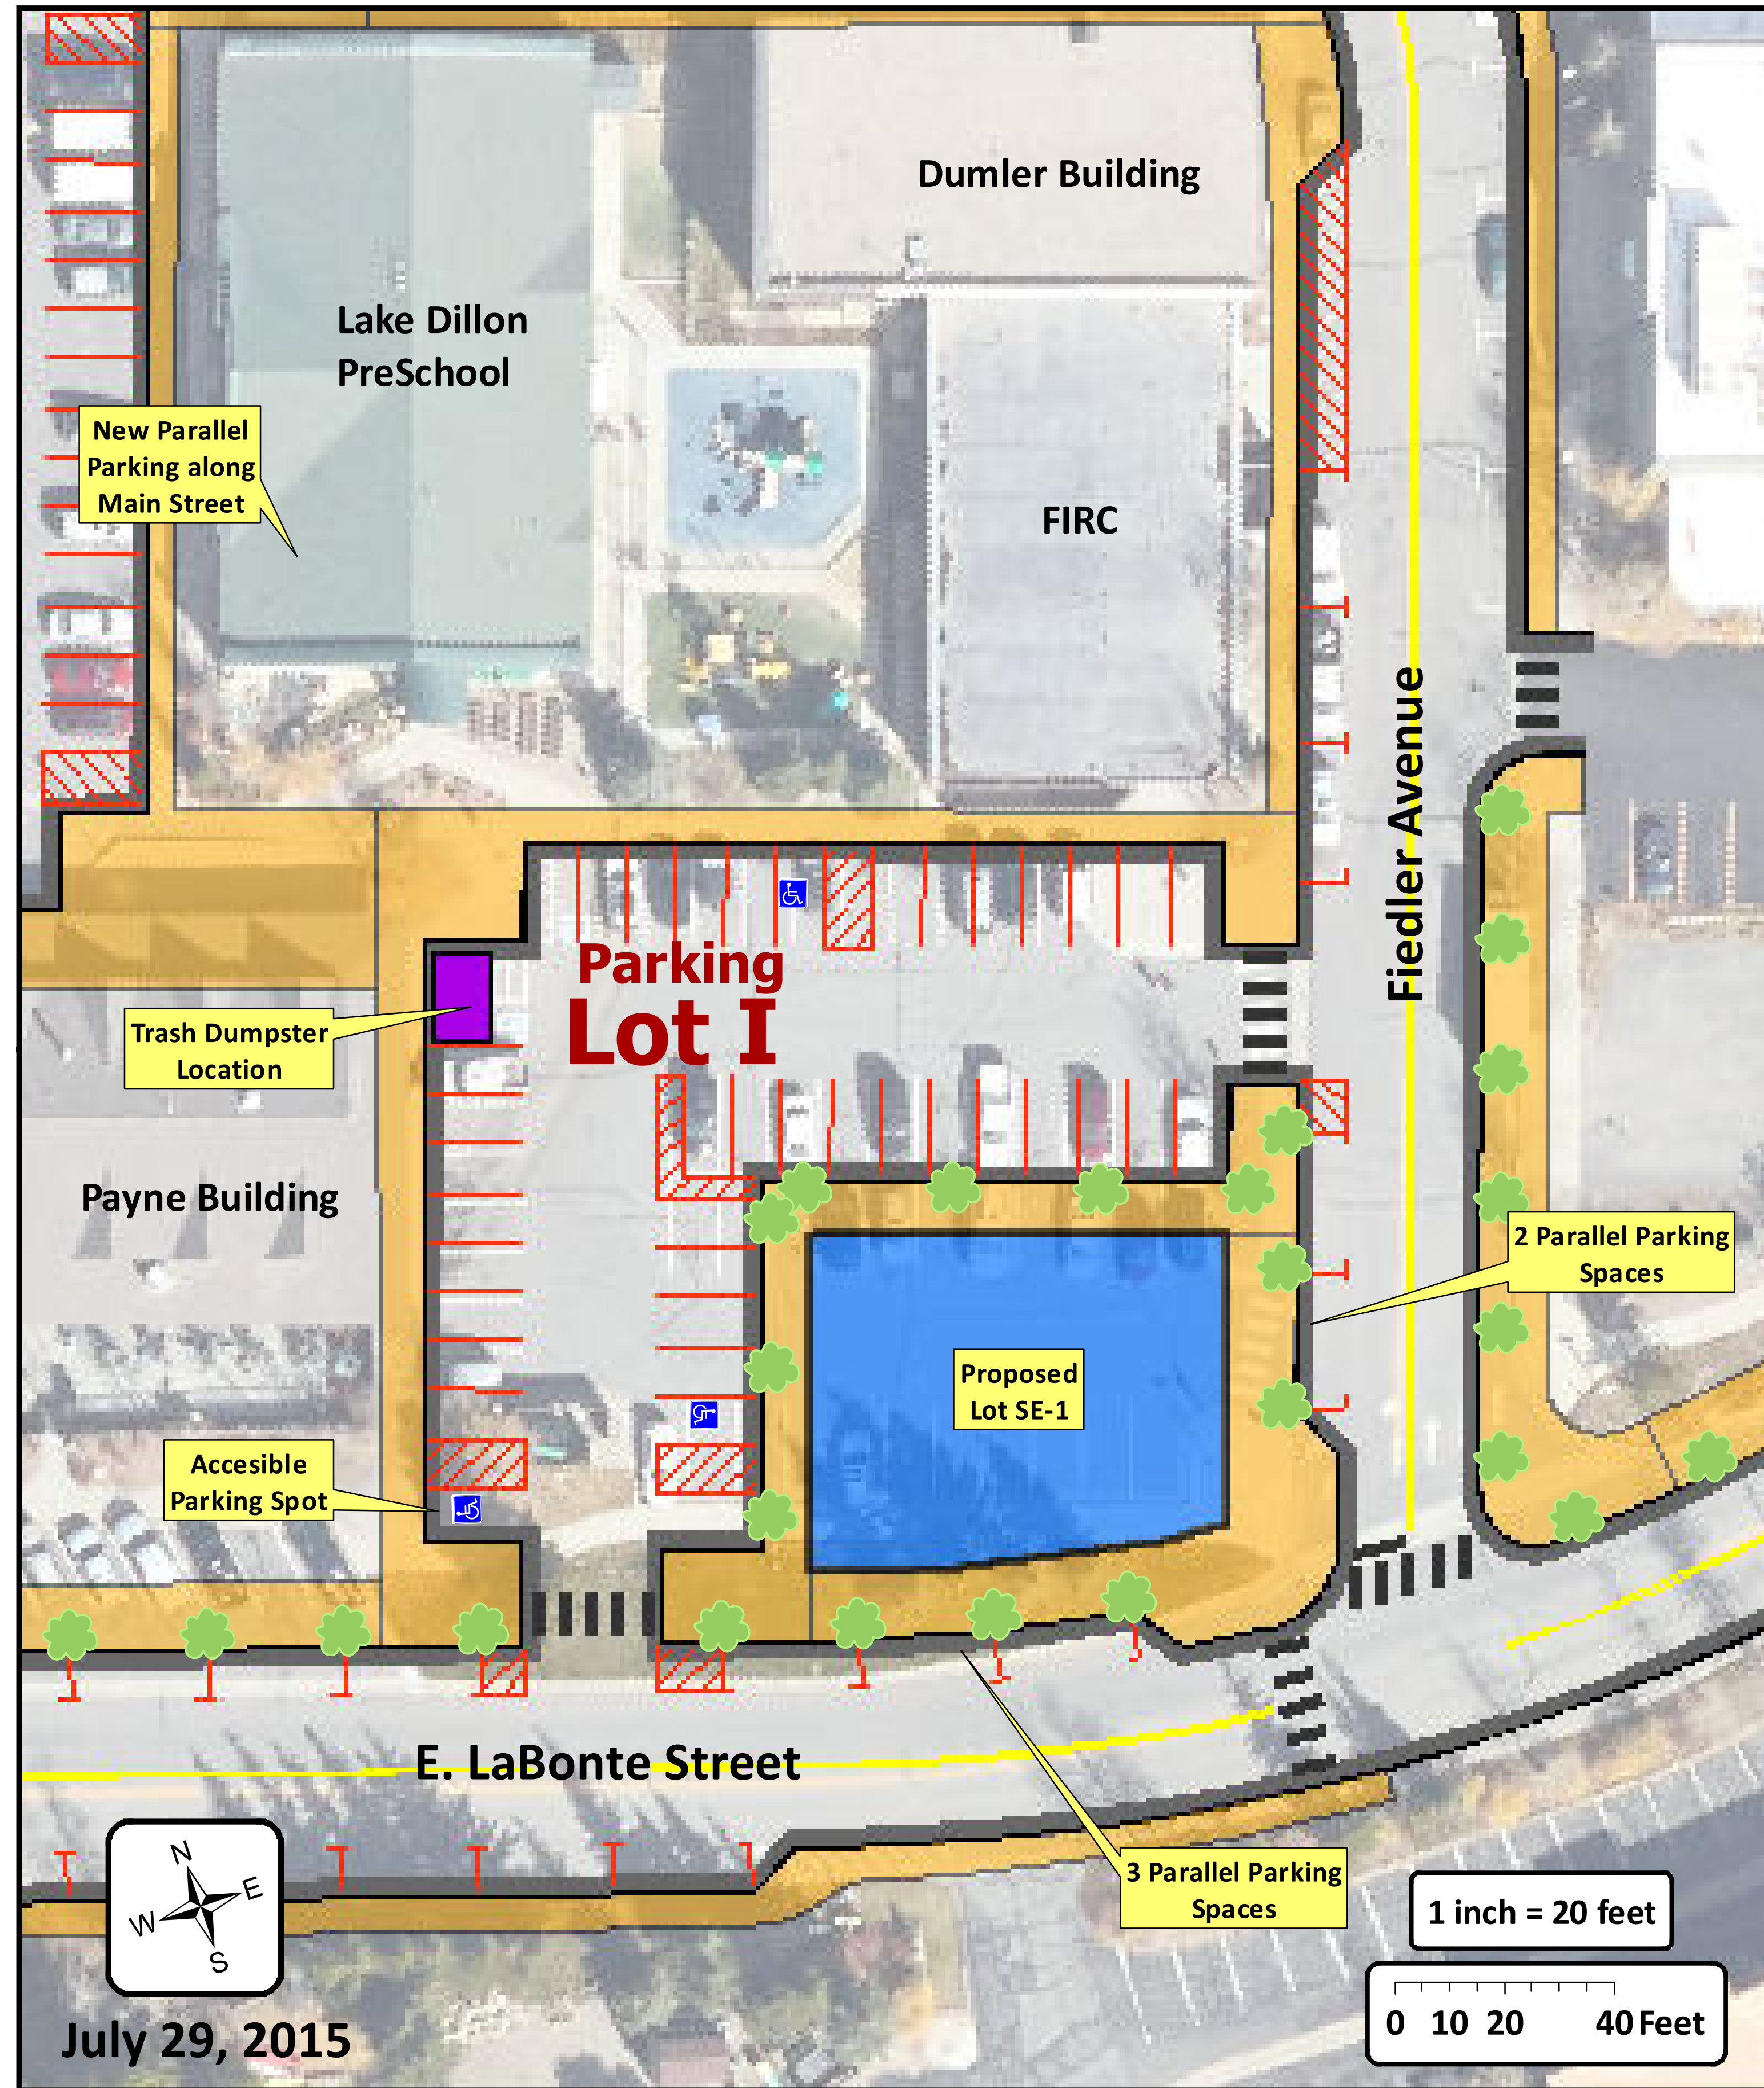 Dumler Building
Lake Dillon
PreSchool
New Parallel
Parking along
Main Street
FIRC
Fiedler Avenue
Parking
Lot I
Trash Dumpster
Location
Payne Building
2 Parallel Parking
Spaces
Proposed
Lot SE-1
Accesible
Parking Spot
E. LaBonte Street
3 Parallel Parking
Spaces
N
E
W
S
1 inch = 20 feet
0 10 20 40 Feet
July 29, 2015